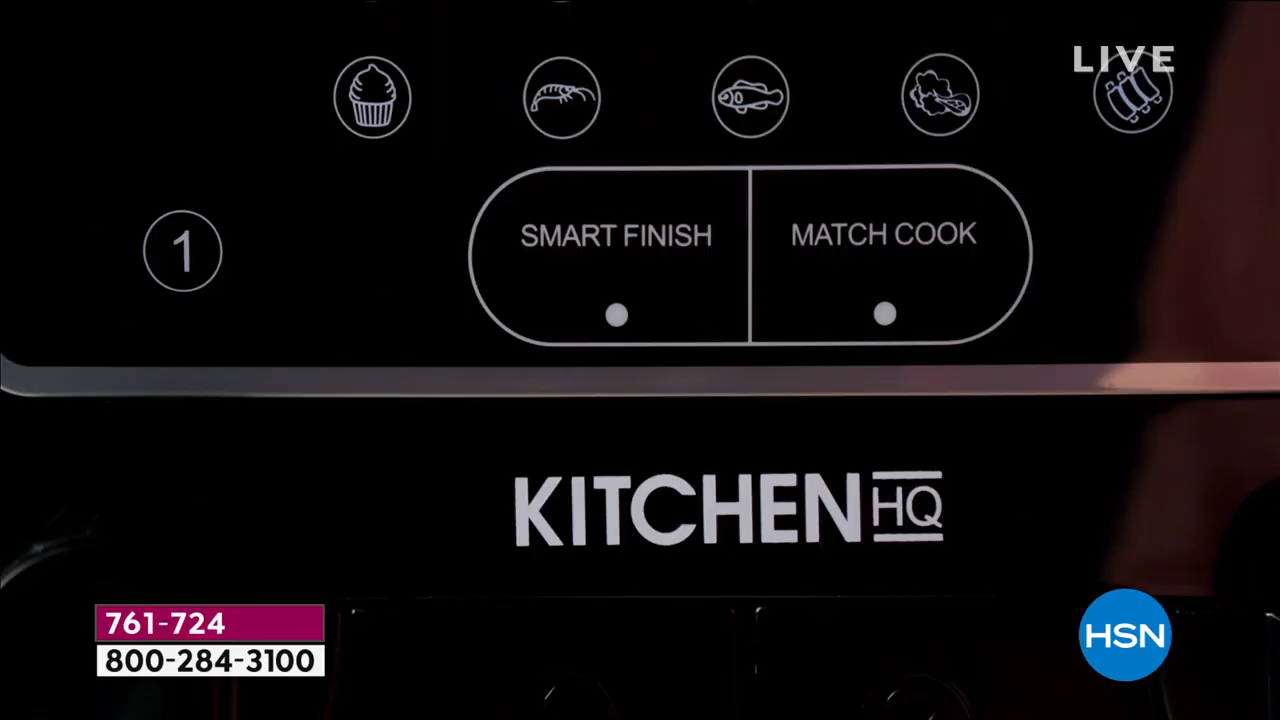 LIVE
1
SMART FINISH
MATCH COOK
KITCHEN HQ
761-724
800-284-3100
HSN